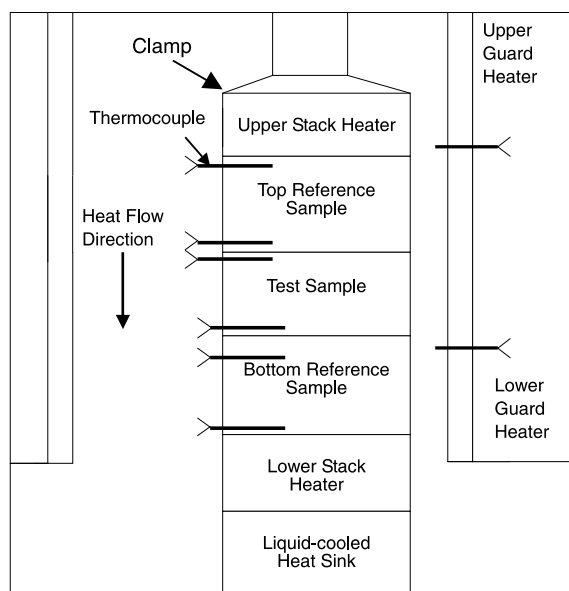 Clamp
Upper
Guard
Heater
Thermocouple
Upper Stack Heater
Top Reference
Sample
Heat Flow
Direction
Test Sample
Bottom Reference
Sample
Lower
Guard
Heater
Lower Stack
Heater
Liquid-cooled
Heat Sink